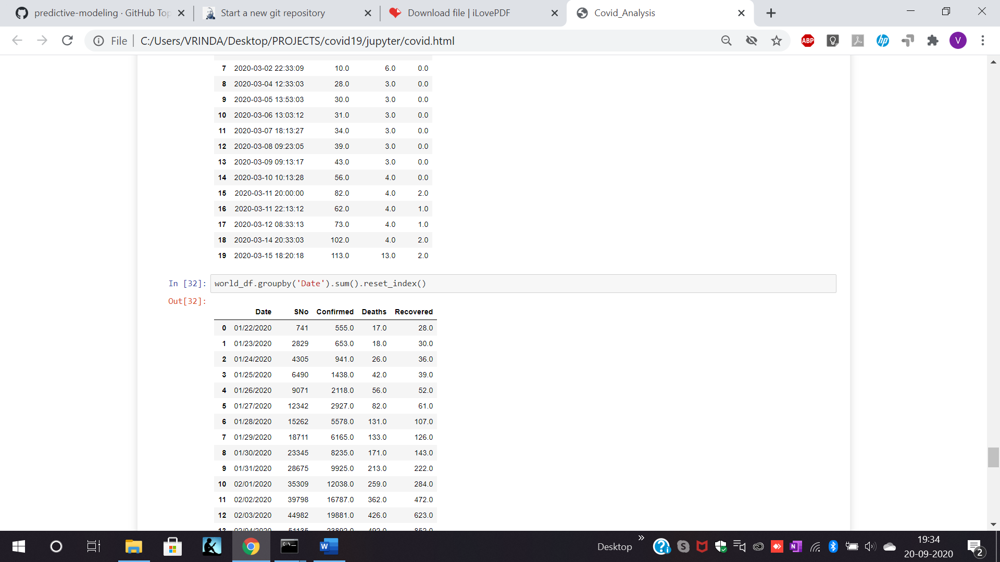 predictive-modeling · GitHub Top
Start a new git repository
Download file | iLovePDF
Covid_Analysis
File
C:/Users/VRINDA/Desktop/PROJECTS/covid19/jupyter/covid.html
ABP
hp
V
7 2020-03-02 22:33:09 10.0 6.0 0.0
8 2020-03-04 12:33:03 28.0 3.0 0.0
9 2020-03-05 13:53:03 30.0 3.0 0.0
10 2020-03-06 13:03:12 31.0 3.0 0.0
11 2020-03-07 18:13:27 34.0 3.0 0.0
12 2020-03-08 09:23:05 39.0 3.0 0.0
13 2020-03-09 09:13:17 43.0 3.0 0.0
14 2020-03-10 10:13:28 56.0 4.0 0.0
15 2020-03-11 20:00:00 82.0 4.0 2.0
16 2020-03-11 22:13:12 62.0 4.0 1.0
17 2020-03-12 08:33:13 73.0 4.0 1.0
18 2020-03-14 20:33:03 102.0 4.0 2.0
19 2020-03-15 18:20:18 113.0 13.0 2.0
In [32]: world_df.groupby('Date').sum().reset_index()
Out[32]:
Date SNo Confirmed Deaths Recovered
0 01/22/2020 741 555.0 17.0 28.0
1 01/23/2020 2829 653.0 18.0 30.0
2 01/24/2020 4305 941.0 26.0 36.0
3 01/25/2020 6490 1438.0 42.0 39.0
4 01/26/2020 9071 2118.0 56.0 52.0
5 01/27/2020 12342 2927.0 82.0 61.0
6 01/28/2020 15262 5578.0 131.0 107.0
7 01/29/2020 18711 6165.0 133.0 126.0
8 01/30/2020 23345 8235.0 171.0 143.0
9 01/31/2020 28675 9925.0 213.0 222.0
10 02/01/2020 35309 12038.0 259.0 284.0
11 02/02/2020 39798 16787.0 362.0 472.0
12 02/03/2020 44982 19881.0 426.0 623.0
13 02/04/2020 51135 23892.0 492.0 852.0
Desktop
19:34
20-09-2020
2